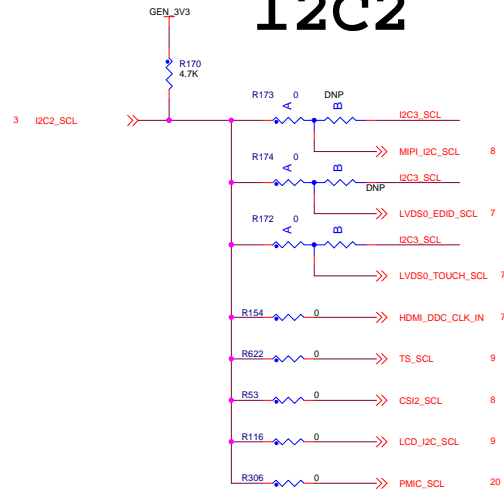 I2C2
GEN_3V3
R170
4.7K
3 I2C2_SCL
R173 0 DNP
A B
I2C3_SCL
MIPI_I2C_SCL 8
R174 0
A B
I2C3_SCL
DNP
LVDS0_EDID_SCL 7
R172 0
A B
I2C3_SCL
LVDS0_TOUCH_SCL 7
R154 0 HDMI_DDC_CLK_IN 7
R622 0 TS_SCL 9
R53 0 CSI2_SCL 8
R116 0 LCD_I2C_SCL 9
R306 0 PMIC_SCL 20